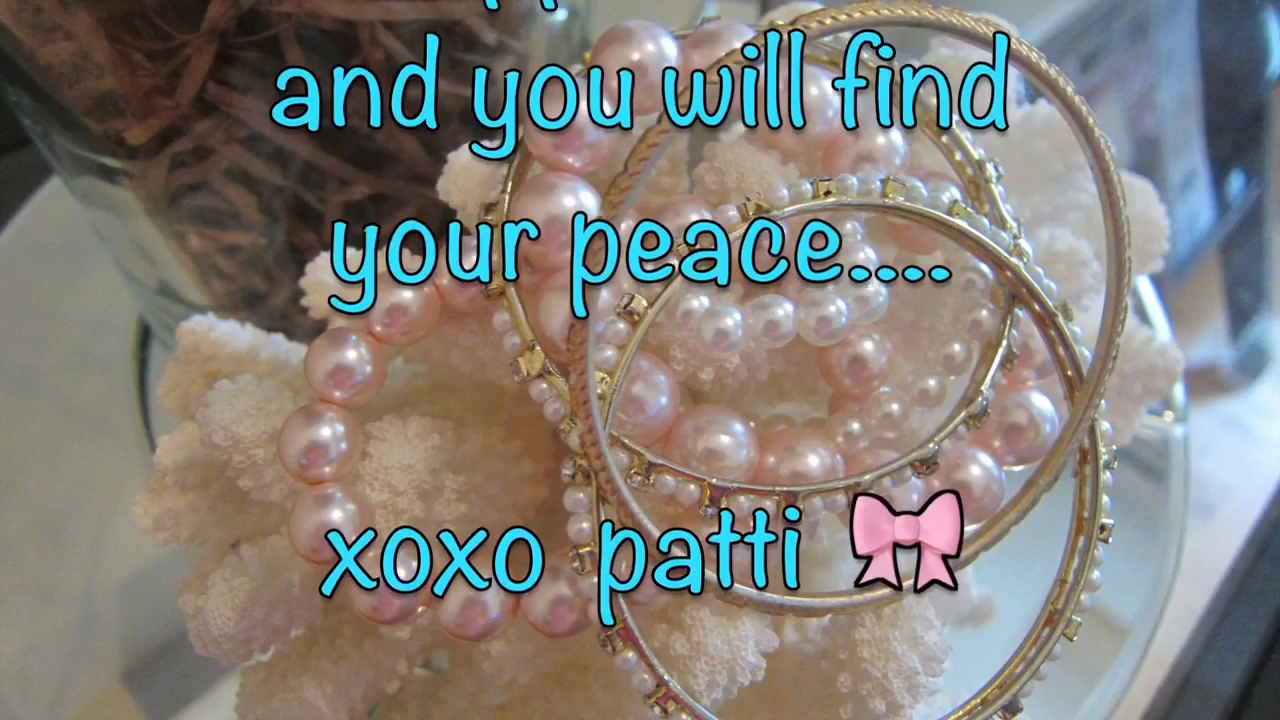 and you will find
your peace....
xoxo patti 🎀